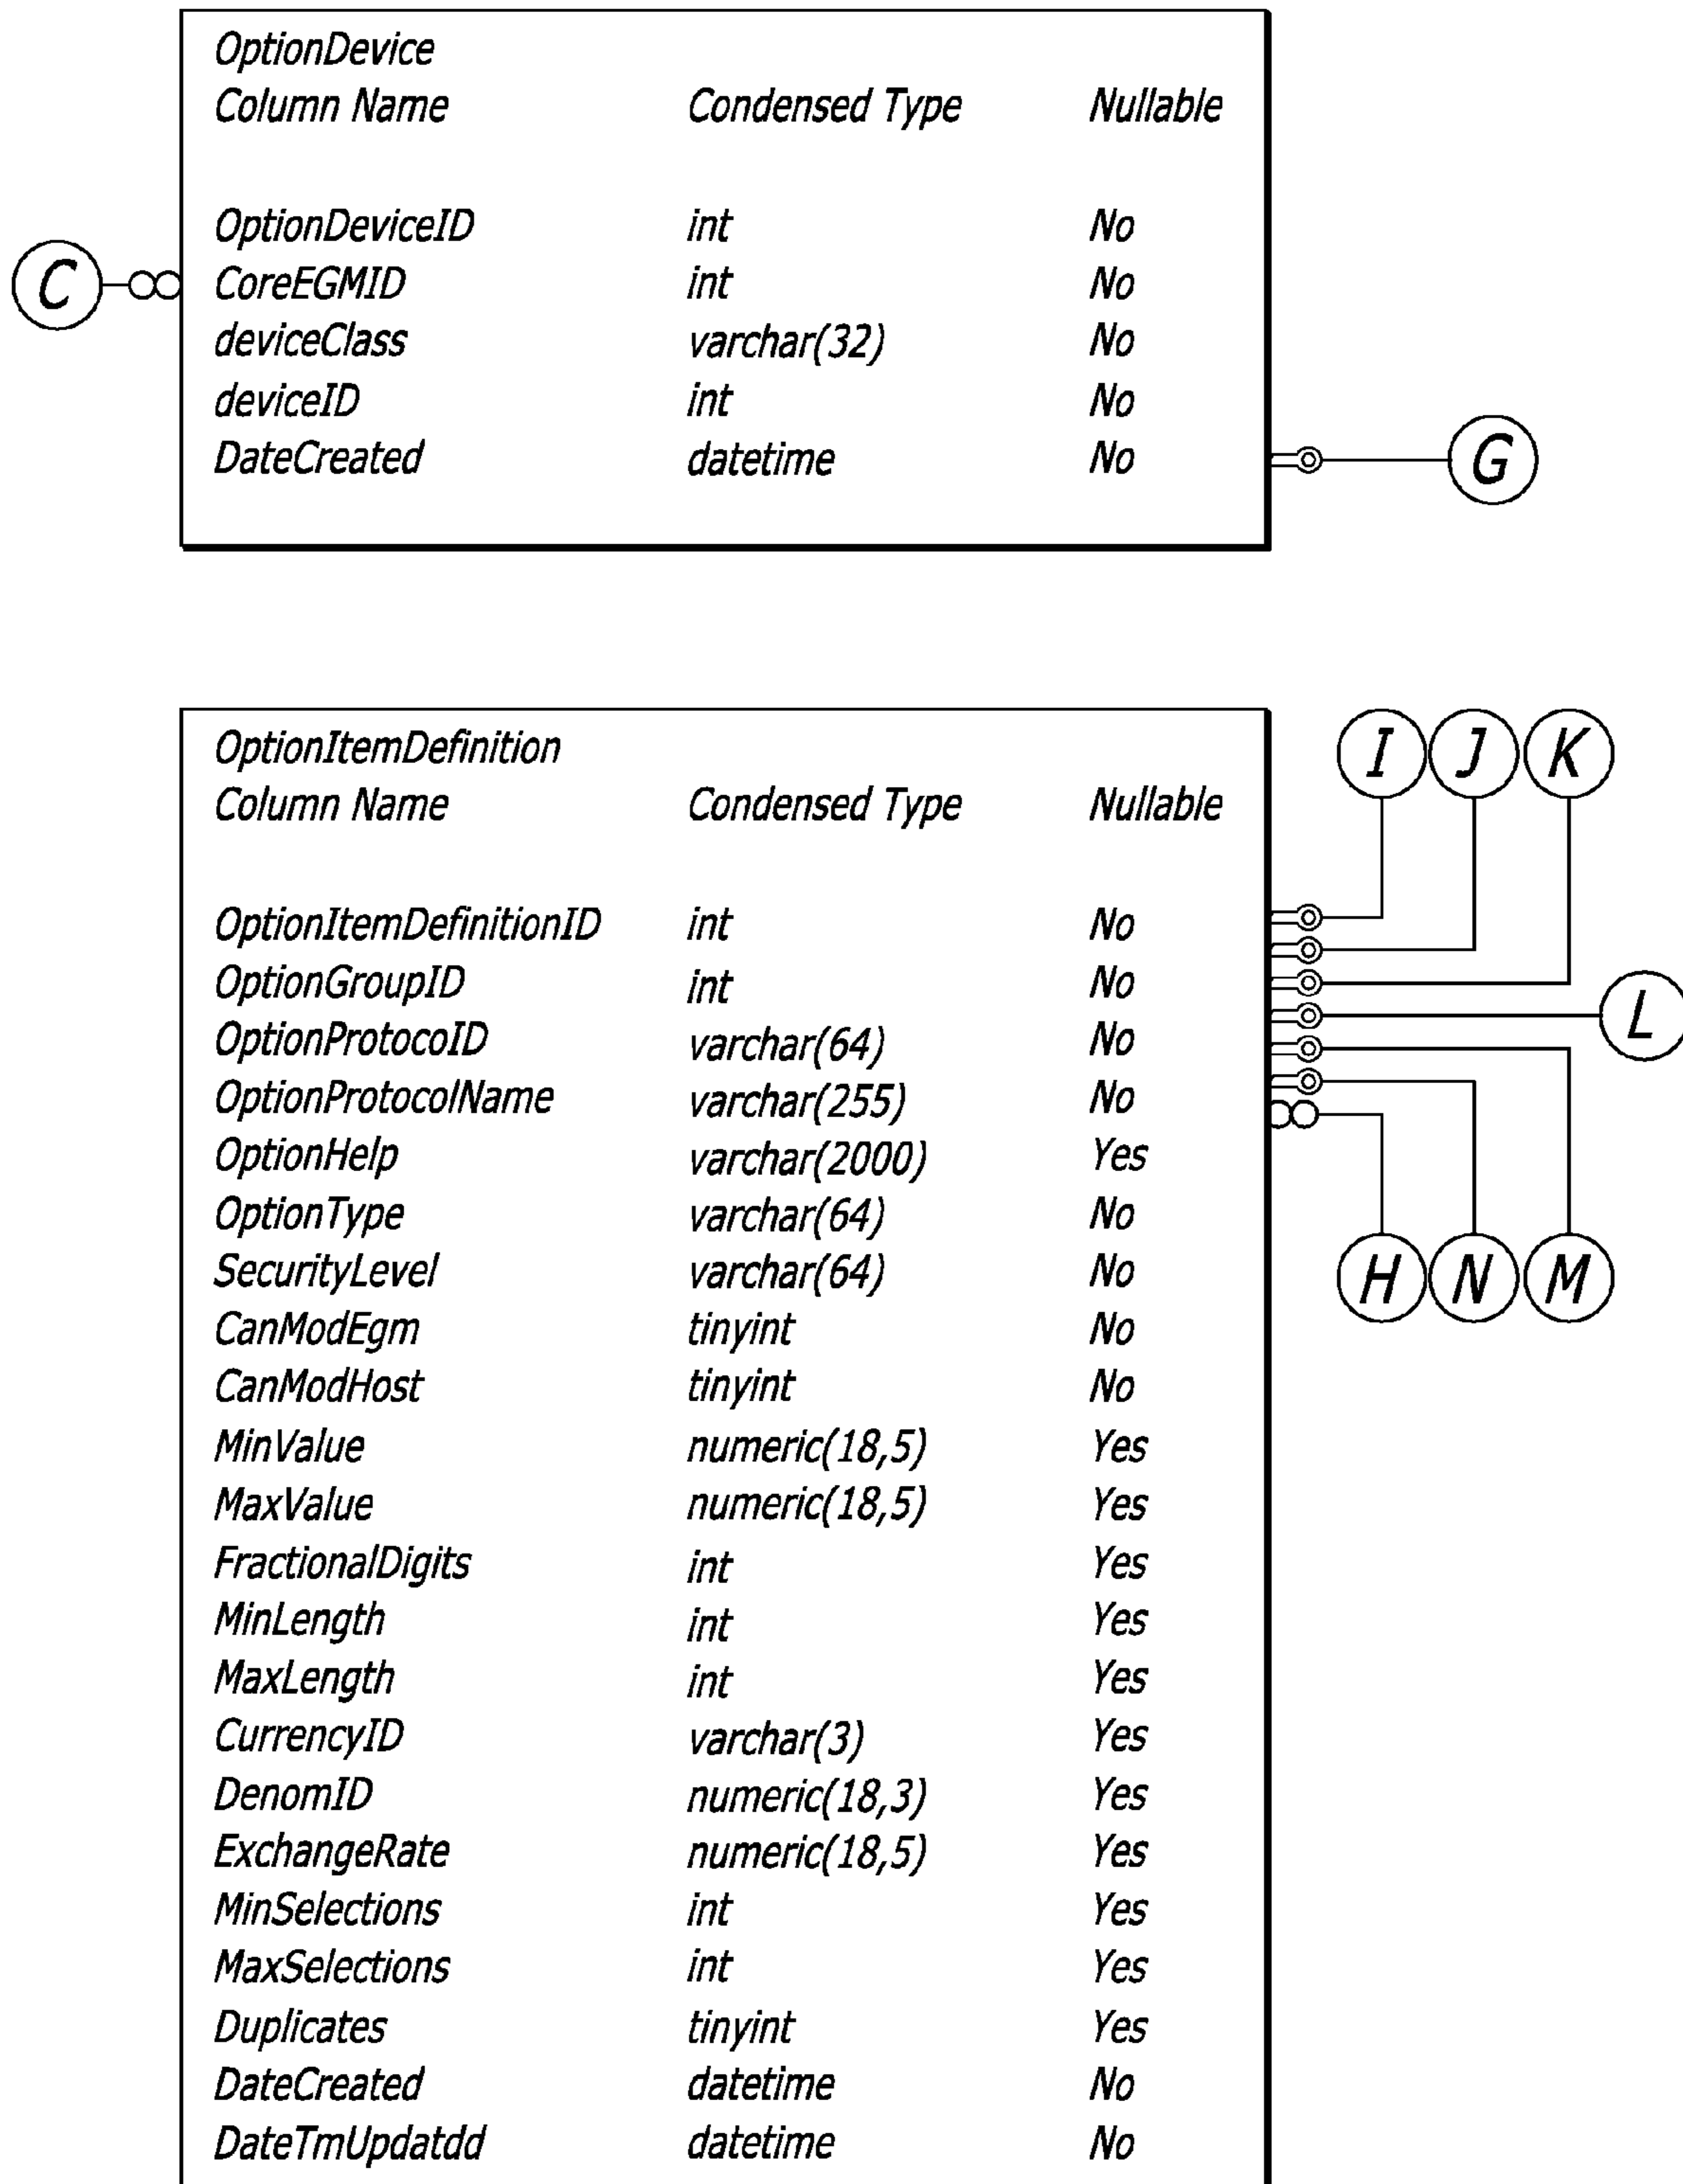 OptionDevice
Column Name Condensed Type Nullable
OptionDeviceID int No
C CoreEGMID int No
deviceClass varchar(32) No
deviceID int No
DateCreated datetime No G
OptionItemDefinition I J K
Column Name Condensed Type Nullable
OptionItemDefinitionID int No
OptionGroupID int No
OptionProtocoID varchar(64) No L
OptionProtocolName varchar(255) No
OptionHelp varchar(2000) Yes
OptionType varchar(64) No
SecurityLevel varchar(64) No H N M
CanModEgm tinyint No
CanModHost tinyint No
MinValue numeric(18,5) Yes
MaxValue numeric(18,5) Yes
FractionalDigits int Yes
MinLength int Yes
MaxLength int Yes
CurrencyID varchar(3) Yes
DenomID numeric(18,3) Yes
ExchangeRate numeric(18,5) Yes
MinSelections int Yes
MaxSelections int Yes
Duplicates tinyint Yes
DateCreated datetime No
DateTmUpdatdd datetime No